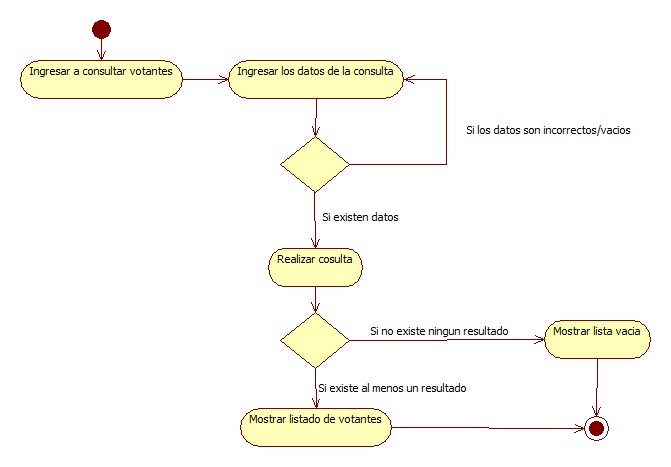 Ingresar a consultar votantes
Ingresar los datos de la consulta
Si los datos son incorrectos/vacios
Si existen datos
Realizar cosulta
Si no existe ningun resultado
Mostrar lista vacia
Si existe al menos un resultado
Mostrar listado de votantes